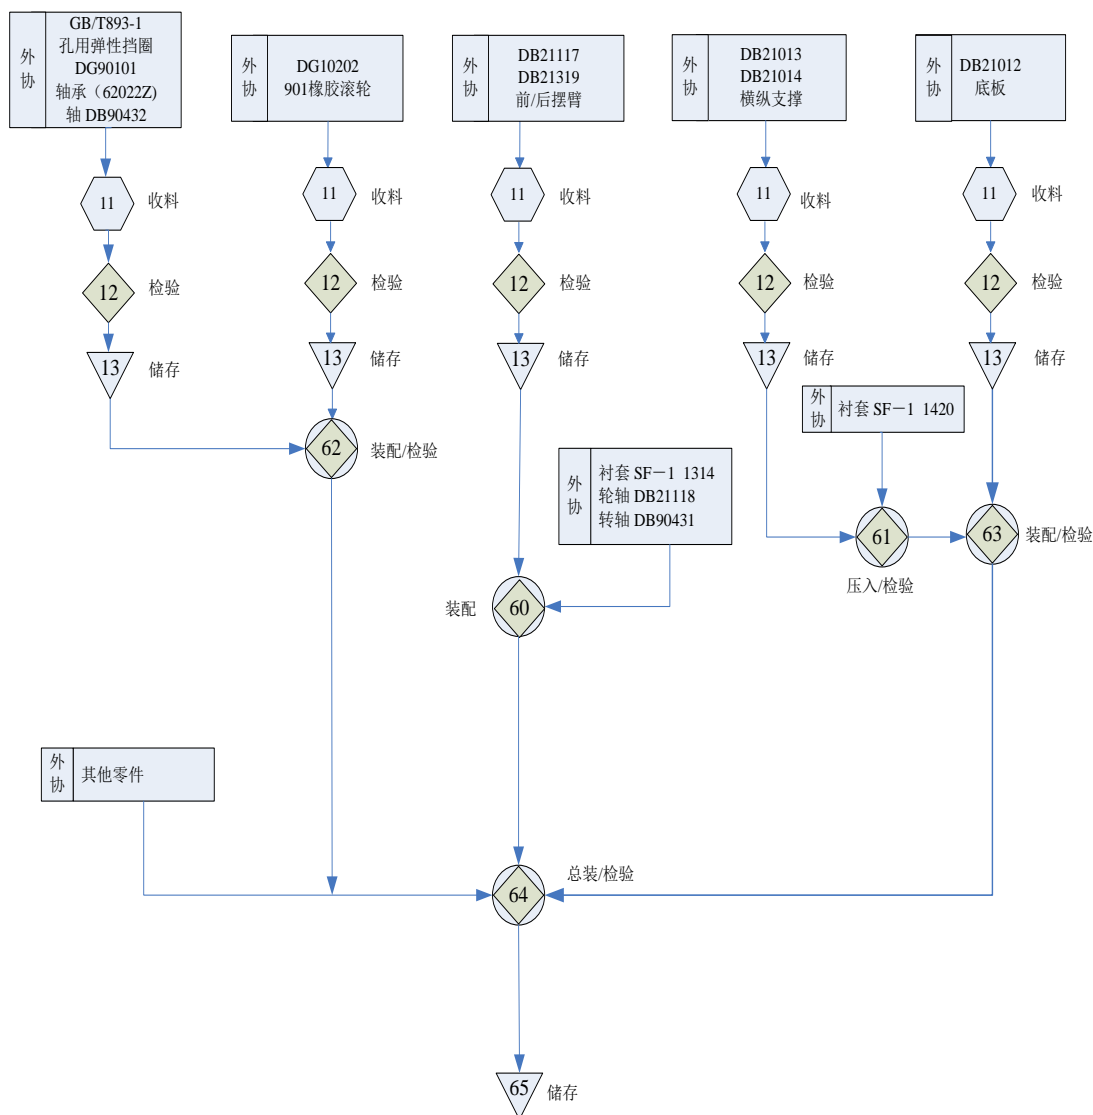 外
协
GB/T893-1
孔用弹性挡圈
DG90101
轴承（62022Z)
轴 DB90432
外
协
DG10202
901橡胶滚轮
外
协
DB21117
DB21319
前/后摆臂
外
协
DB21013
DB21014
横纵支撑
外
协
DB21012
底板
11
收料
11
收料
11
收料
11
收料
11
收料
12
检验
12
检验
12
检验
12
检验
12
检验
13
储存
13
储存
13
储存
13
储存
13
储存
外
协
衬套 SF－1 1420
62
装配/检验
外
协
衬套 SF－1 1314
轮轴 DB21118
转轴 DB90431
61
压入/检验
63
装配/检验
装配
60
外
协
其他零件
总装/检验
64
65
储存